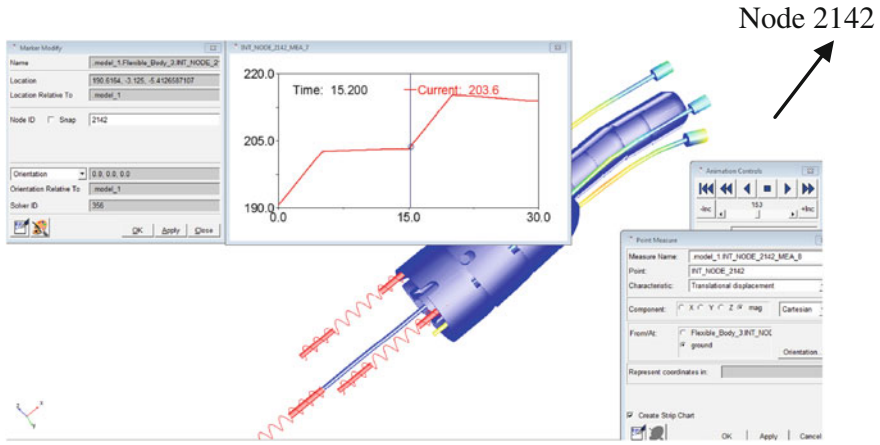 Node 2142
Marker Modify
Name .model_1.Flexible_Body_3.INT_NODE_2
Location 190.6164, -3.125, -5.4126587107
Location Relative To .model_1
Node ID Snap 2142
Orientation 0.0, 0.0, 0.0
Orientation Relative To .model_1
Solver ID 356
OK Apply Close
INT_NODE_2142_MEA_7
220.0
205.0
190.0
0.0 15.0 30.0
Time: 15.200 Current: 203.6
Animation Controls
-Inc 153 +Inc
Point Measure
Measure Name: .model_1.INT_NODE_2142_MEA_8
Point: INT_NODE_2142
Characteristic: Translational displacement
Component: X Y Z mag Cartesian
From/At: Flexible_Body_3.INT_NOD
ground
Orientation...
Represent coordinates in:
Create Strip Chart
OK Apply Cancel